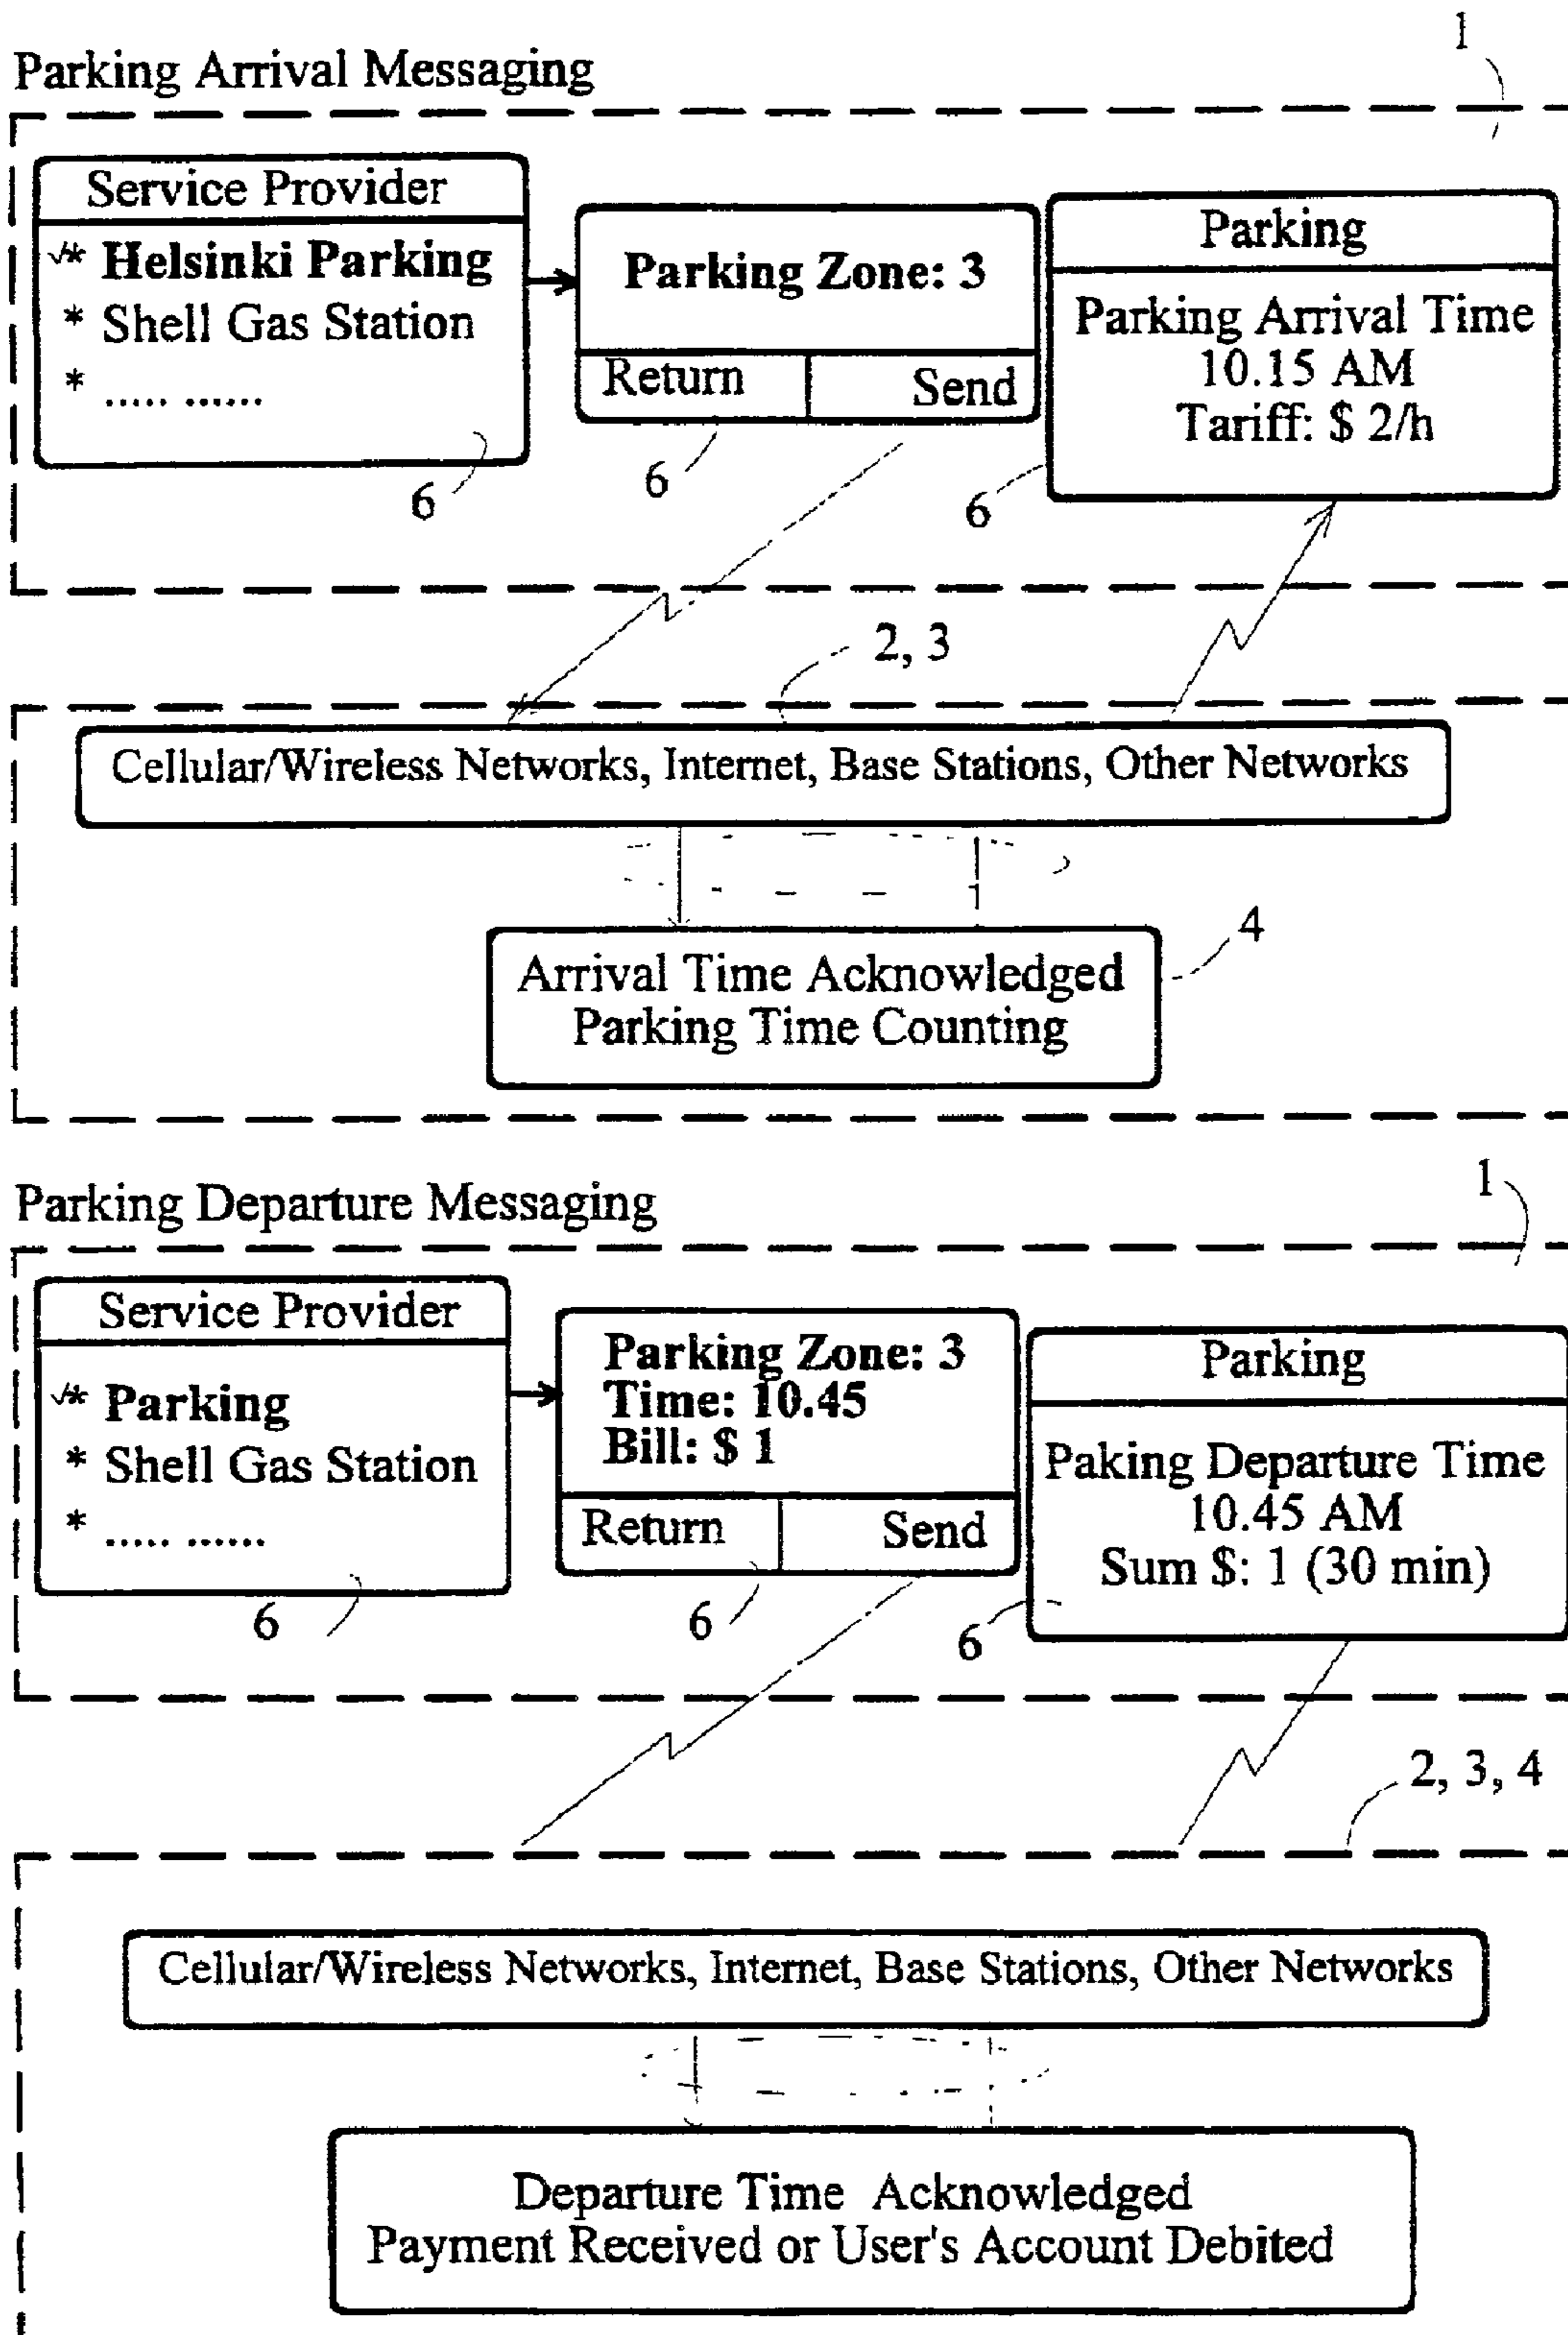 1
Parking Arrival Messaging
Service Provider
√* Helsinki Parking
* Shell Gas Station
* ..... ......
6
Parking Zone: 3
Return Send
6
Parking
Parking Arrival Time
10.15 AM
Tariff: $ 2/h
6
2, 3
Cellular/Wireless Networks, Internet, Base Stations, Other Networks
4
Arrival Time Acknowledged
Parking Time Counting
1
Parking Departure Messaging
Service Provider
√* Parking
* Shell Gas Station
* ..... ......
6
Parking Zone: 3
Time: 10.45
Bill: $ 1
Return Send
6
Parking
Paking Departure Time
10.45 AM
Sum $: 1 (30 min)
6
2, 3, 4
Cellular/Wireless Networks, Internet, Base Stations, Other Networks
Departure Time Acknowledged
Payment Received or User's Account Debited